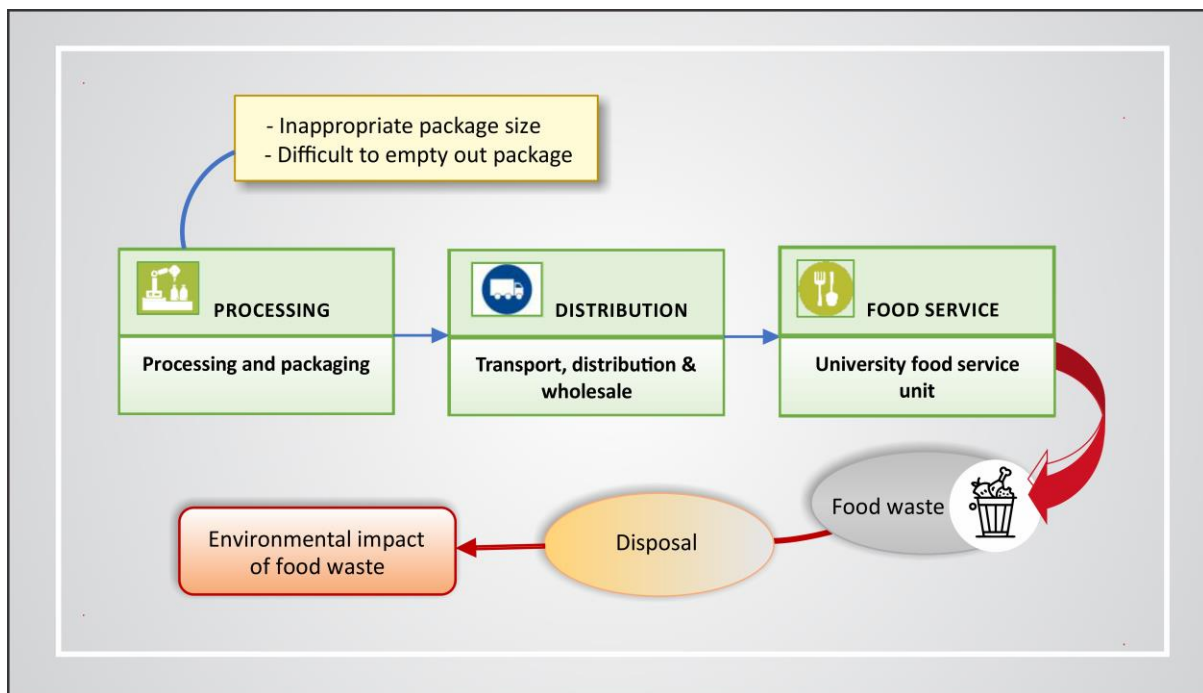 - Inappropriate package size
- Difficult to empty out package
PROCESSING
Processing and packaging
DISTRIBUTION
Transport, distribution &
wholesale
FOOD SERVICE
University food service
unit
Food waste
Disposal
Environmental impact
of food waste